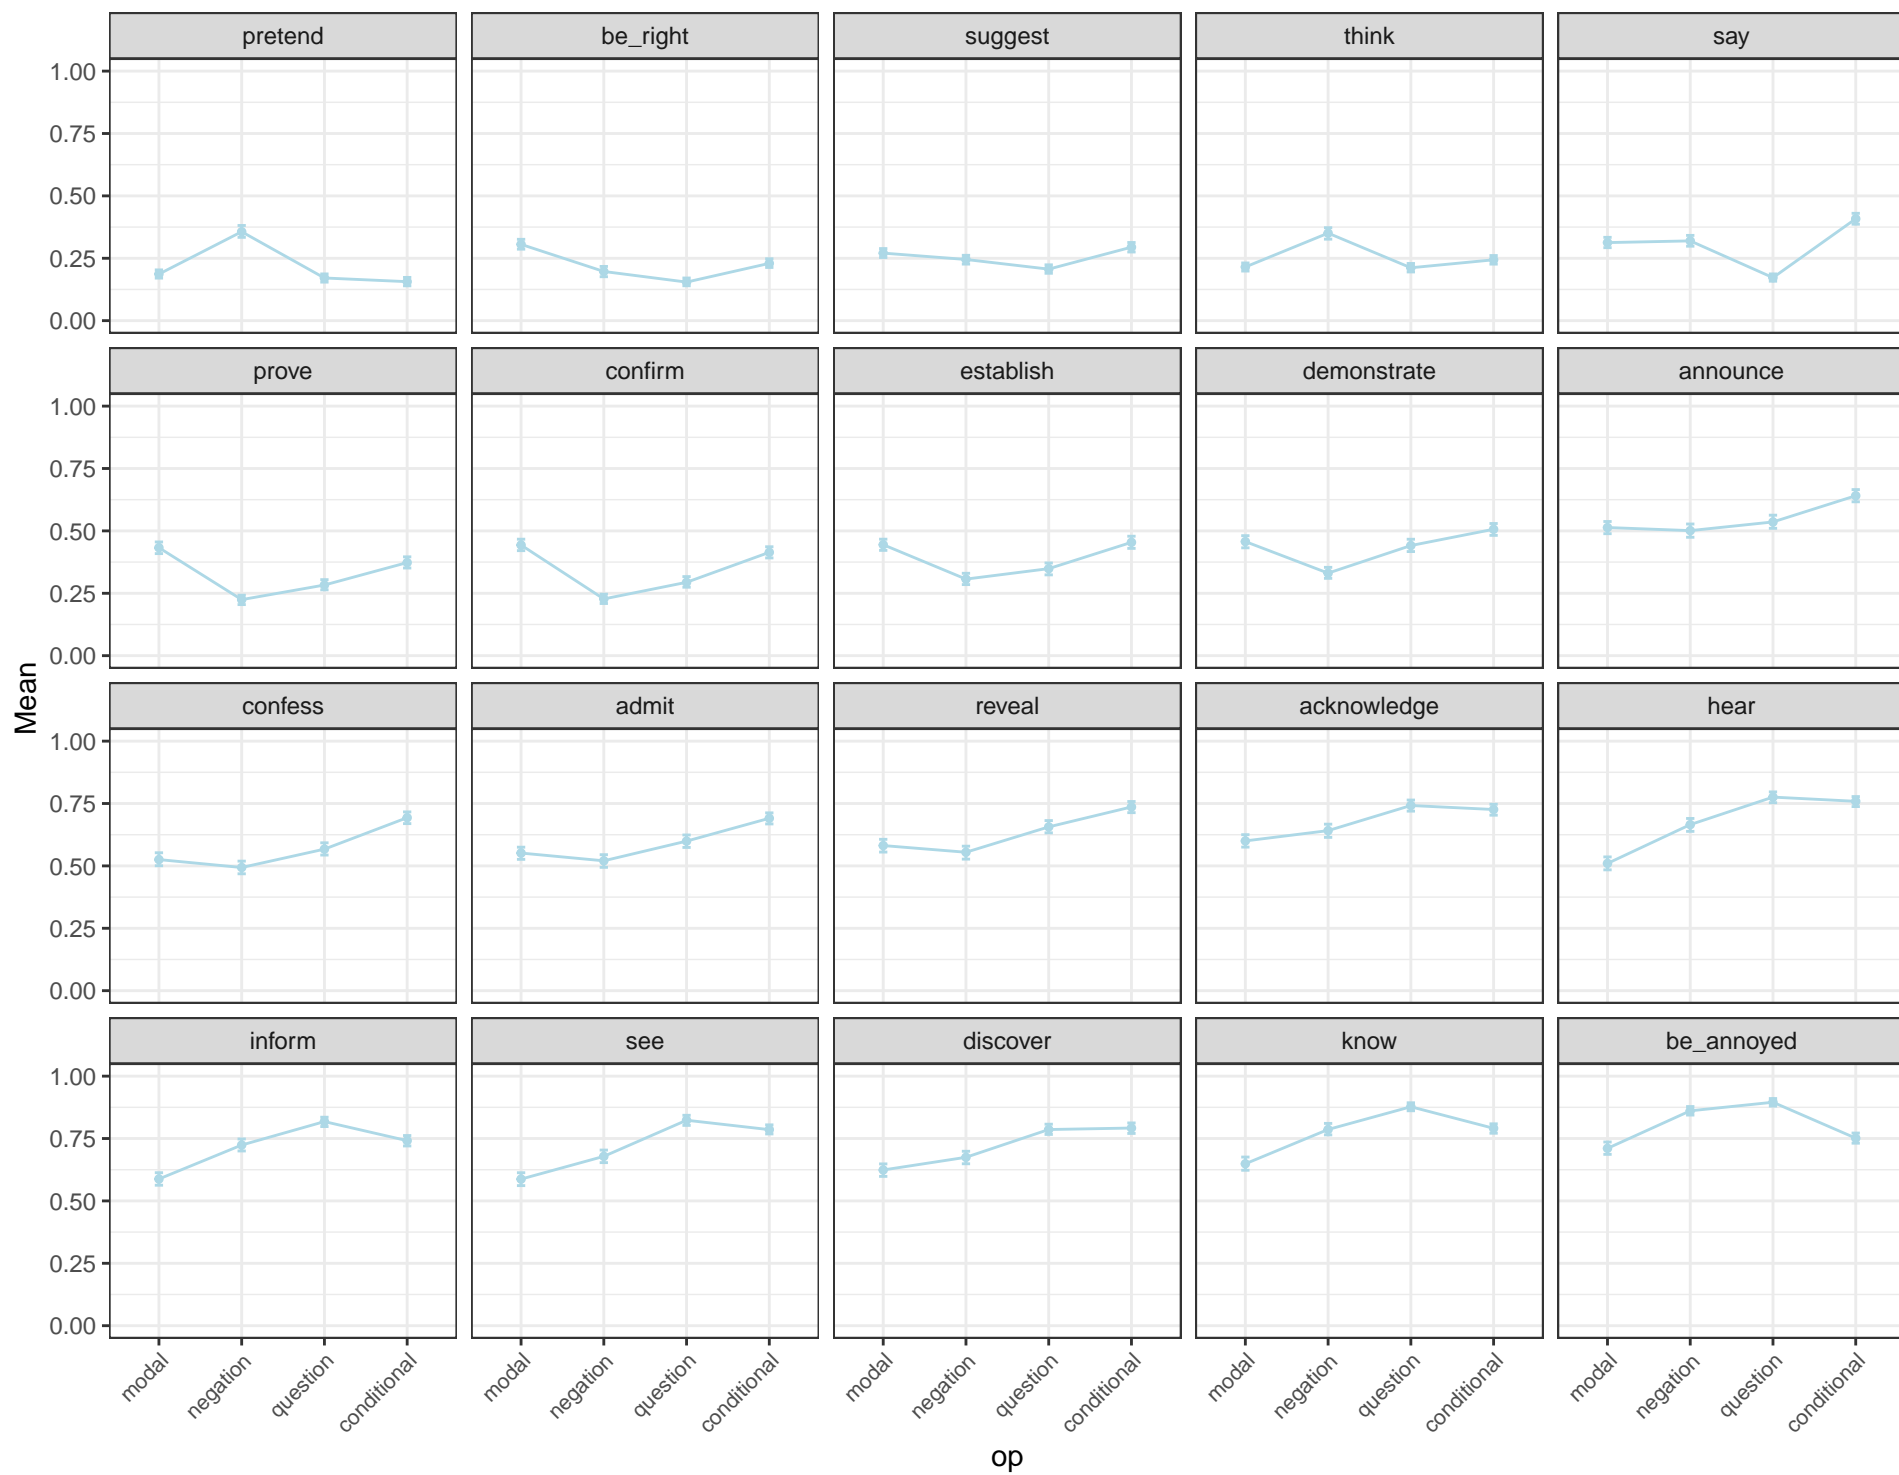 pretend be_right suggest think say
1.00
0.75
0.50
0.25
0.00
prove confirm establish demonstrate announce
1.00
0.75
0.50
0.25
0.00
Mean
confess admit reveal acknowledge hear
1.00
0.75
0.50
0.25
0.00
inform see discover know be_annoyed
1.00
0.75
0.50
0.25
0.00
modal negation question conditional modal negation question conditional modal negation question conditional modal negation question conditional modal negation question conditional
op